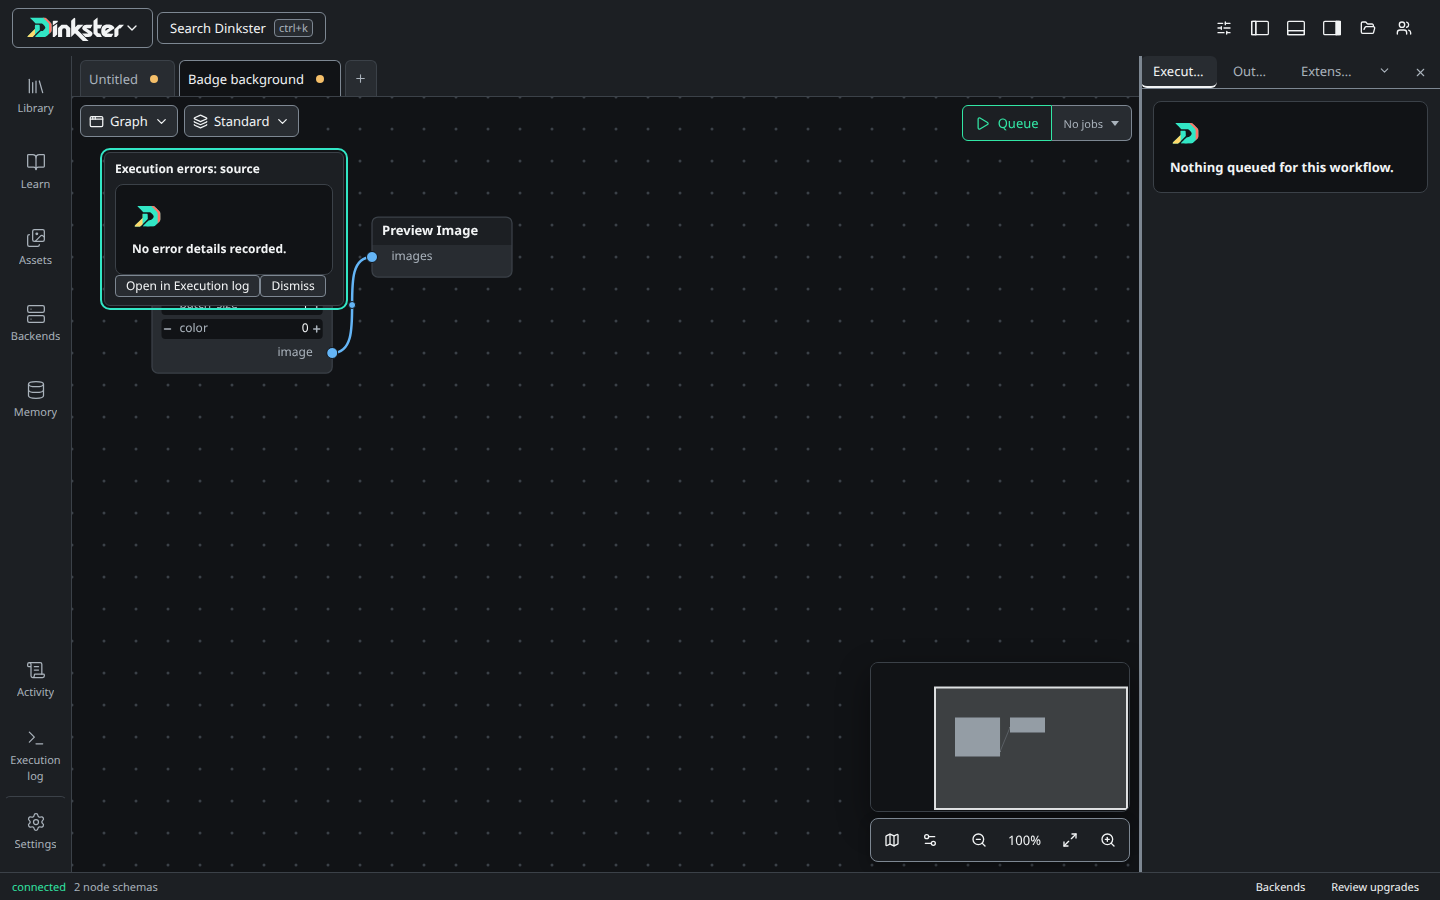 Dinkster
Search Dinkster ctrl+k
Library
Learn
Assets
Backends
Memory
Activity
Execution
log
Settings
Untitled
Badge background
Graph
Standard
Queue
No jobs
Execution errors: source
No error details recorded.
Open in Execution log
Dismiss
color 0
image
Preview Image
images
100%
Execut...
Out...
Extens...
Nothing queued for this workflow.
connected 2 node schemas
Backends
Review upgrades